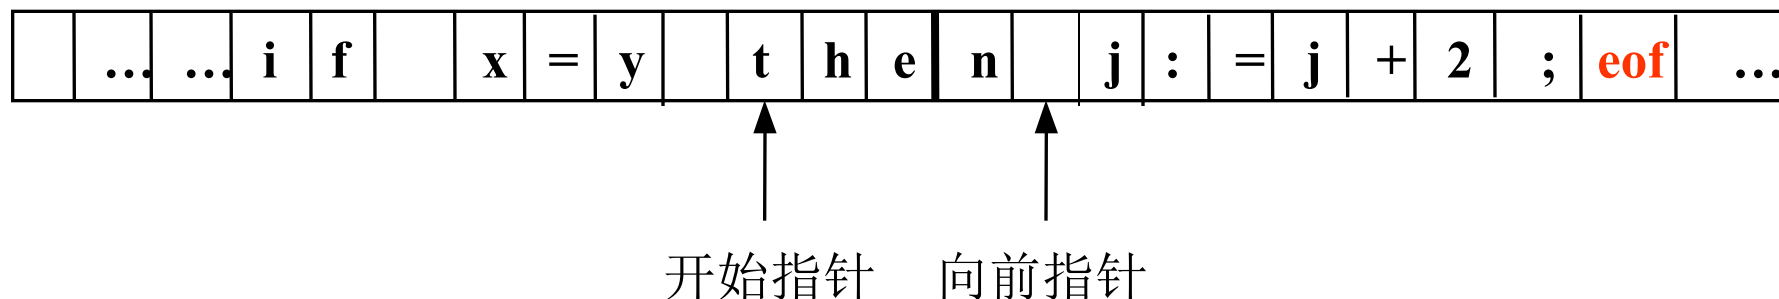 … … i f x = y t h e n j : = j + 2 ; eof …
开始指针 向前指针